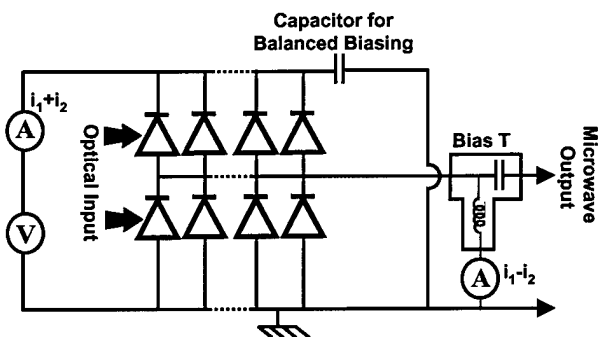 Capacitor for
Balanced Biasing
i₁+i₂
A
V
Optical Input
Bias T
A
i₁-i₂
Microwave
Output